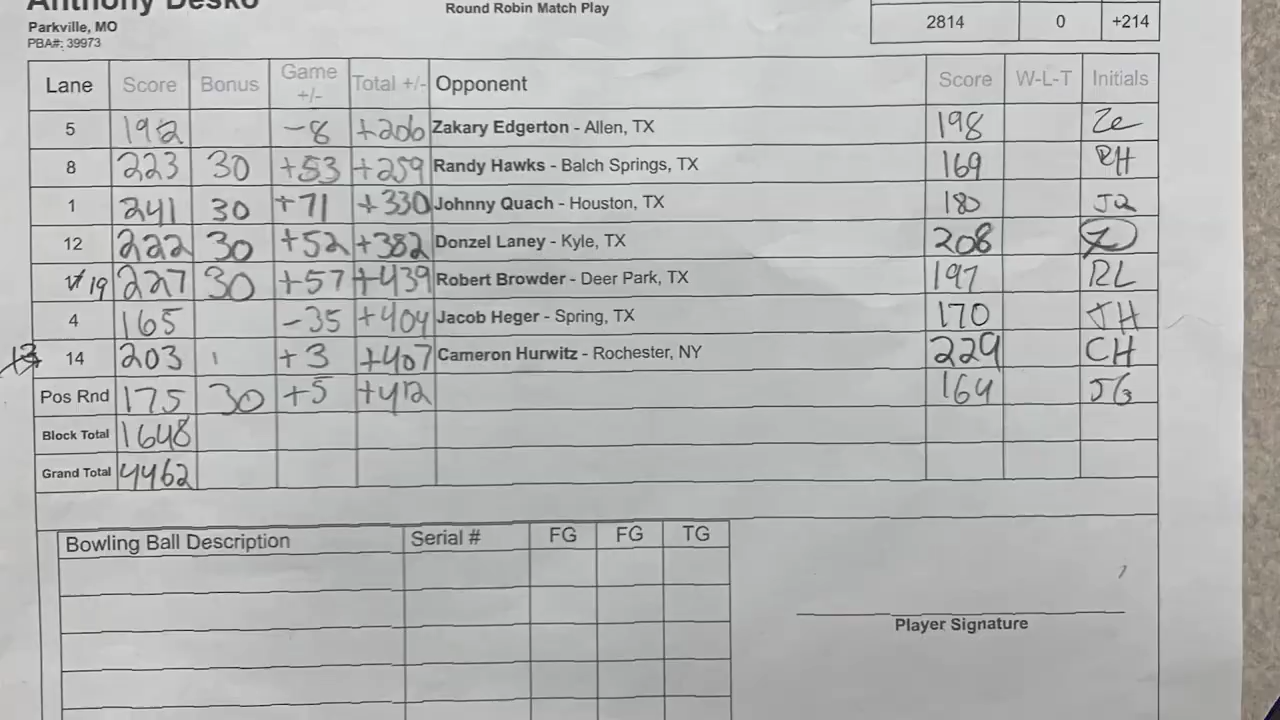 Anthony Desko
Round Robin Match Play
Parkville, MO
PBA#: 39973
2814 0 +214
Lane Score Bonus Game +/- Total +/- Opponent Score W-L-T Initials
5 192 -8 +206 Zakary Edgerton - Allen, TX 198 Ze
8 223 30 +53 +259 Randy Hawks - Balch Springs, TX 169 RH
1 241 30 +71 +330 Johnny Quach - Houston, TX 180 JQ
12 222 30 +52 +382 Donzel Laney - Kyle, TX 208
19 227 30 +57 +439 Robert Browder - Deer Park, TX 197 RL
4 165 -35 +404 Jacob Heger - Spring, TX 170 JH
14 203 +3 +407 Cameron Hurwitz - Rochester, NY 229 CH
Pos Rnd 175 30 +5 +412 164 JG
Block Total 1648
Grand Total 4462
Bowling Ball Description Serial # FG FG TG
Player Signature